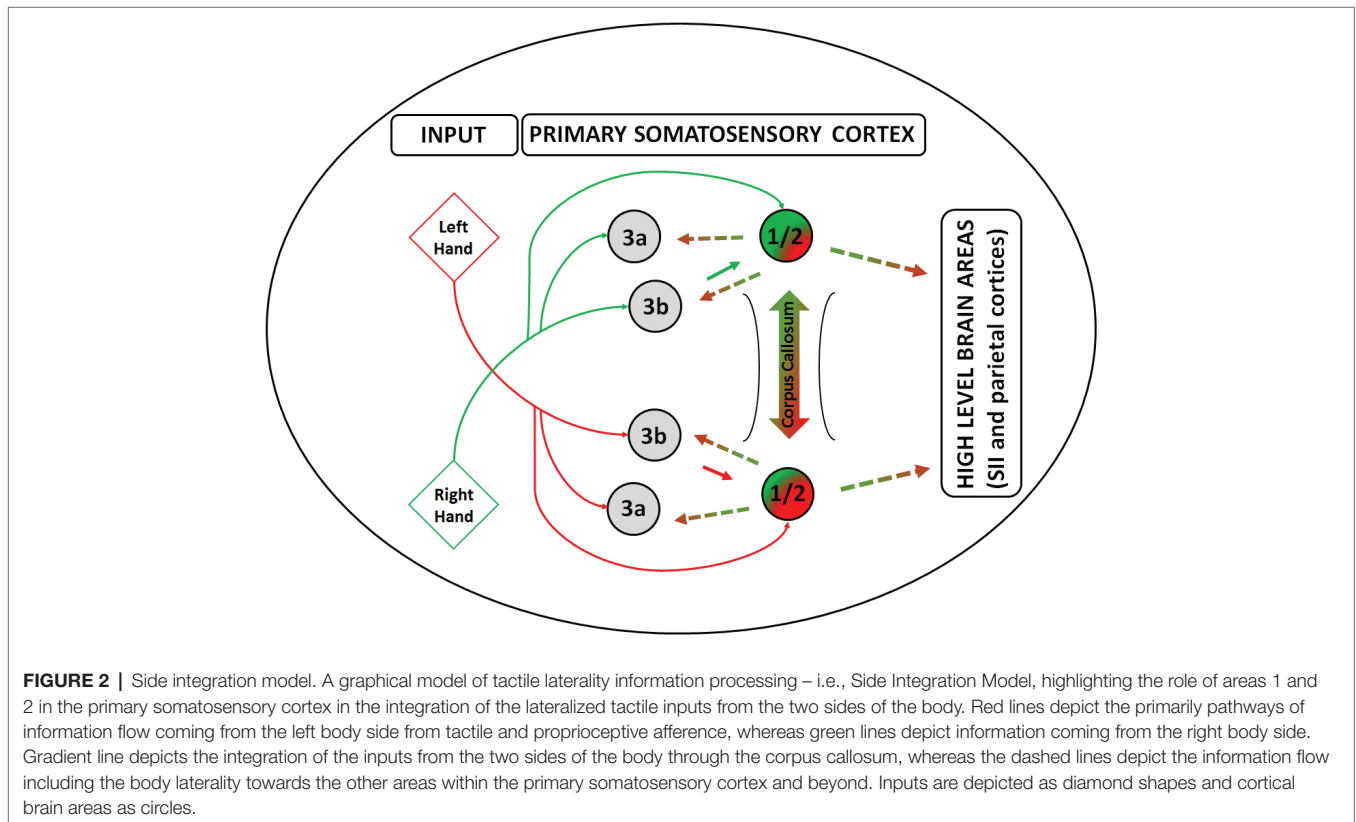 INPUT
PRIMARY SOMATOSENSORY CORTEX
Left
Hand
3a
1/2
3b
Corpus Callosum
HIGH LEVEL BRAIN AREAS
(SII and parietal cortices)
3b
Right
Hand
3a
1/2
FIGURE 2 | Side integration model. A graphical model of tactile laterality information processing – i.e., Side Integration Model, highlighting the role of areas 1 and
2 in the primary somatosensory cortex in the integration of the lateralized tactile inputs from the two sides of the body. Red lines depict the primarily pathways of
information flow coming from the left body side from tactile and proprioceptive afference, whereas green lines depict information coming from the right body side.
Gradient line depicts the integration of the inputs from the two sides of the body through the corpus callosum, whereas the dashed lines depict the information flow
including the body laterality towards the other areas within the primary somatosensory cortex and beyond. Inputs are depicted as diamond shapes and cortical
brain areas as circles.